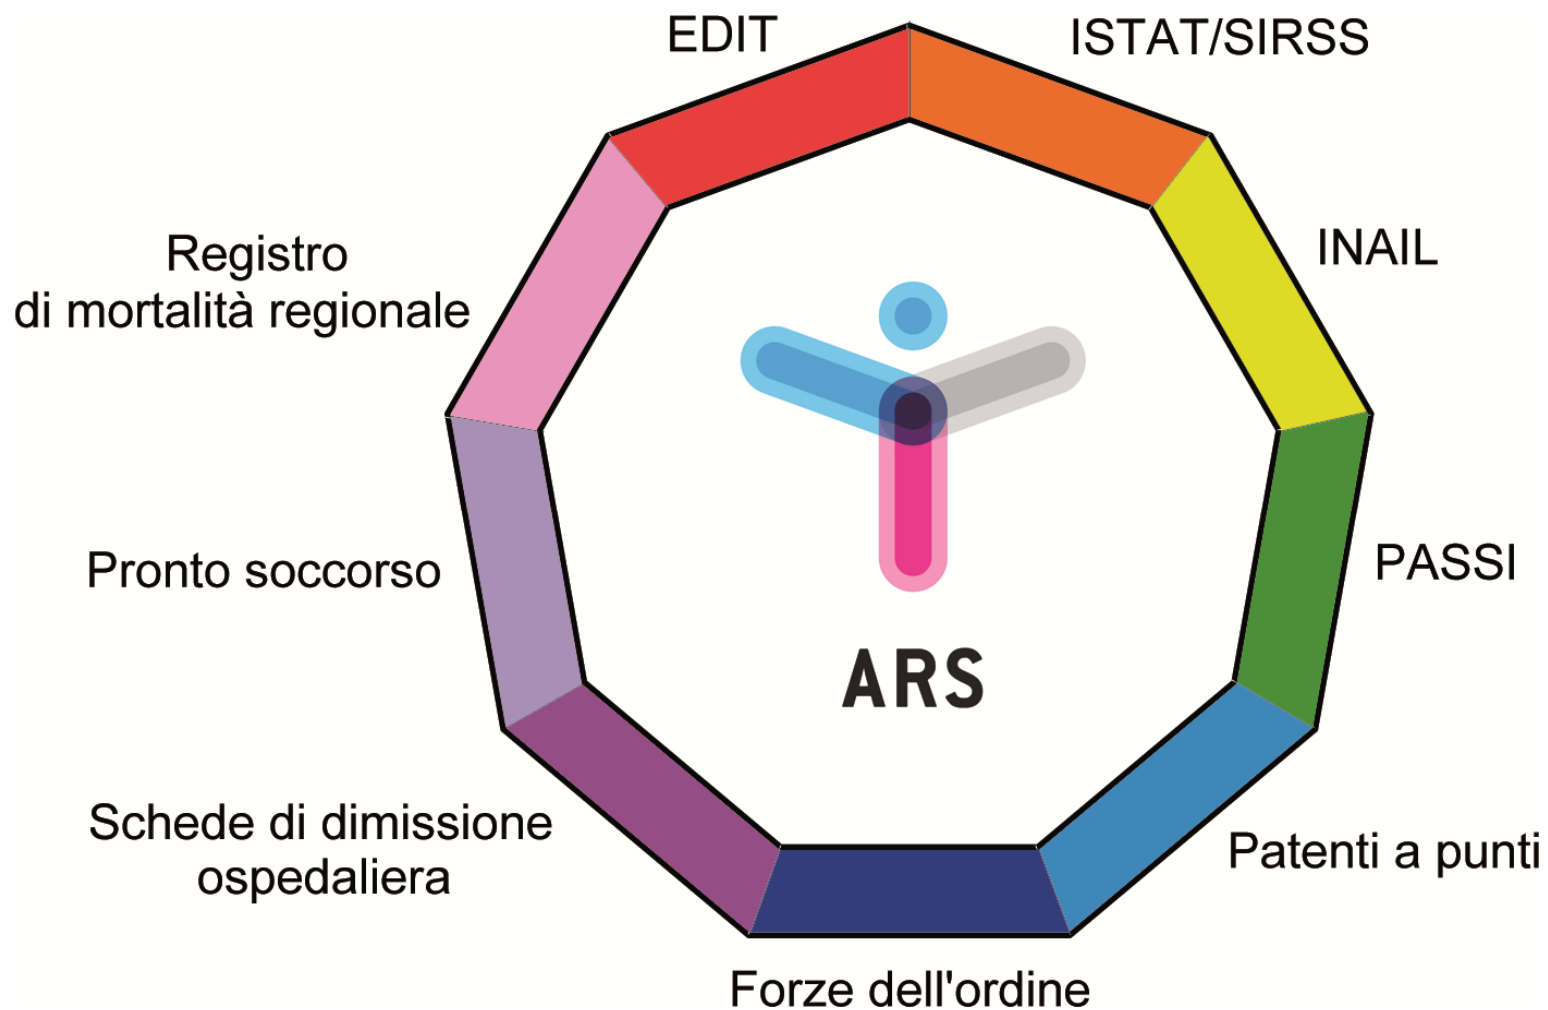 EDIT
ISTAT/SIRSS
INAIL
Registro
di mortalità regionale
PASSI
Pronto soccorso
ARS
Patenti a punti
Schede di dimissione
ospedaliera
Forze dell'ordine